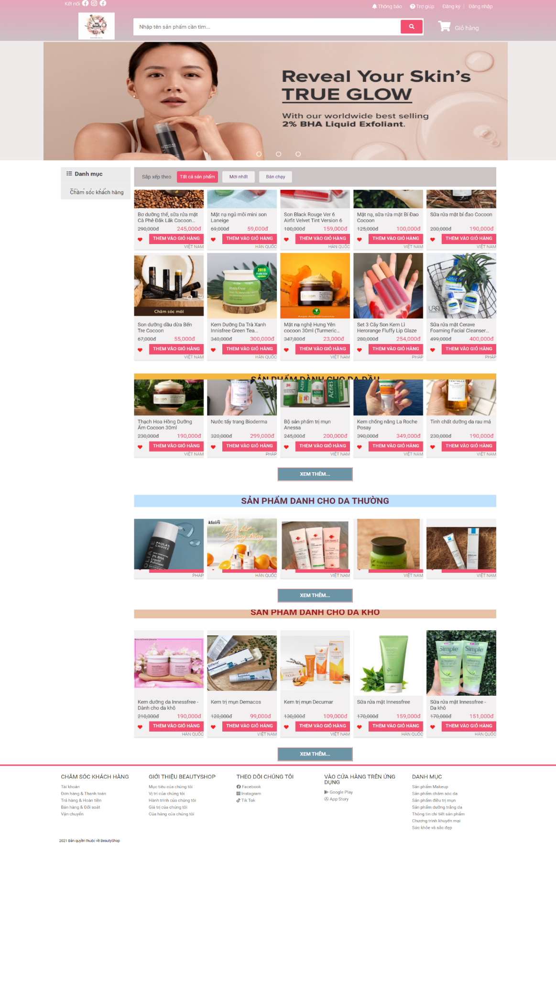 Kết nối
Thông báo
Trợ giúp
Đăng ký
Đăng nhập
beauty
Nhập tên sản phẩm cần tìm...
Giỏ hàng
Reveal Your Skin's
TRUE GLOW
With our worldwide best selling
2% BHA Liquid Exfoliant.
Danh mục
Chăm sóc khách hàng
Sắp xếp theo
Tất cả sản phẩm
Mới nhất
Bán chạy
Bơ dưỡng thể, sữa rửa mặt
Cà Phê Đắk Lắk Cocoon...
290,000đ 245,000đ
THÊM VÀO GIỎ HÀNG
VIỆT NAM
Mặt nạ ngủ môi mini son
Laneige
69,000đ 59,000đ
THÊM VÀO GIỎ HÀNG
HÀN QUỐC
Son Black Rouge Ver 6
Airfit Velvet Tint Version 6
180,000đ 159,000đ
THÊM VÀO GIỎ HÀNG
HÀN QUỐC
Mặt nạ, sữa rửa mặt Bí Đao
Cocoon
125,000đ 100,000đ
THÊM VÀO GIỎ HÀNG
VIỆT NAM
Sữa rửa mặt bí đao Cocoon
200,000đ 190,000đ
THÊM VÀO GIỎ HÀNG
VIỆT NAM
Chăm sóc môi
Son dưỡng dầu dừa Bến
Tre Cocoon
67,000đ 55,000đ
THÊM VÀO GIỎ HÀNG
VIỆT NAM
2016
innisfree
Kem Dưỡng Da Trà Xanh
Innisfree Green Tea...
340,000đ 300,000đ
THÊM VÀO GIỎ HÀNG
HÀN QUỐC
cocoon
Mặt nạ nghệ Hưng Yên
cocoon 30ml (Turmeric...
347,800đ 23,000đ
THÊM VÀO GIỎ HÀNG
VIỆT NAM
Set 3 Cây Son Kem Lì
Herorange Fluffy Lip Glaze
280,000đ 254,000đ
THÊM VÀO GIỎ HÀNG
PHÁP
Cetaphil
URA
Sữa rửa mặt Cerave
Foaming Facial Cleanser...
499,000đ 400,000đ
THÊM VÀO GIỎ HÀNG
PHÁP
SẢN PHẨM DÀNH CHO DA DẦU
cocoon
Thạch Hoa Hồng Dưỡng
Ẩm Cocoon 30ml
230,000đ 190,000đ
THÊM VÀO GIỎ HÀNG
VIỆT NAM
BIODERMA
Nước tẩy trang Bioderma
320,000đ 299,000đ
THÊM VÀO GIỎ HÀNG
PHÁP
Acnes
Bộ sản phẩm trị mụn
Anessa
245,000đ 200,000đ
THÊM VÀO GIỎ HÀNG
VIỆT NAM
Kem chống nắng La Roche
Posay
390,000đ 349,000đ
THÊM VÀO GIỎ HÀNG
VIỆT NAM
CENTELLA
Tinh chất dưỡng da rau má
230,000đ 190,000đ
THÊM VÀO GIỎ HÀNG
VIỆT NAM
XEM THÊM...
SẢN PHẨM DANH CHO DA THƯỜNG
PAULA'S
CHOICE
2% BHA
Liquid
Exfoliant
PHÁP
klairs
Tinh chất
Dưỡng trắng
HÀN QUỐC
VIỆT NAM
innisfree
VIỆT NAM
VIỆT NAM
XEM THÊM...
SẢN PHẨM DÀNH CHO DA KHÔ
Kem dưỡng da Innessfree -
Dành cho da khô
210,000đ 190,000đ
THÊM VÀO GIỎ HÀNG
HÀN QUỐC
Differin
Kem trị mụn Demacos
120,000đ 99,000đ
THÊM VÀO GIỎ HÀNG
VIỆT NAM
Kem trị mụn Decumar
130,000đ 109,000đ
THÊM VÀO GIỎ HÀNG
VIỆT NAM
innisfree
Sữa rửa mặt Innessfree
170,000đ 159,000đ
THÊM VÀO GIỎ HÀNG
HÀN QUỐC
Simple Simple
Sữa rửa mặt Innessfree -
Da khô
170,000đ 151,000đ
THÊM VÀO GIỎ HÀNG
HÀN QUỐC
XEM THÊM...
CHĂM SÓC KHÁCH HÀNG
Tài khoản
Đơn hàng & Thanh toán
Trả hàng & Hoàn tiền
Bán hàng & Đối soát
Vận chuyển
GIỚI THIỆU BEAUTYSHOP
Mục tiêu của chúng tôi
Vị trí của chúng tôi
Hành trình của chúng tôi
Giá trị của chúng tôi
Cửa hàng của chúng tôi
THEO DÕI CHÚNG TÔI
Facebook
Instagram
Tik Tok
VÀO CỬA HÀNG TRÊN ỨNG
DỤNG
Google Play
App Story
DANH MỤC
Sản phẩm Makeup
Sản phẩm chăm sóc da
Sản phẩm điều trị mụn
Sản phẩm dưỡng trắng da
Thông tin chi tiết sản phẩm
Chương trình khuyến mại
Sức khỏe và sắc đẹp
2021 Bản quyền thuộc về BeautyShop